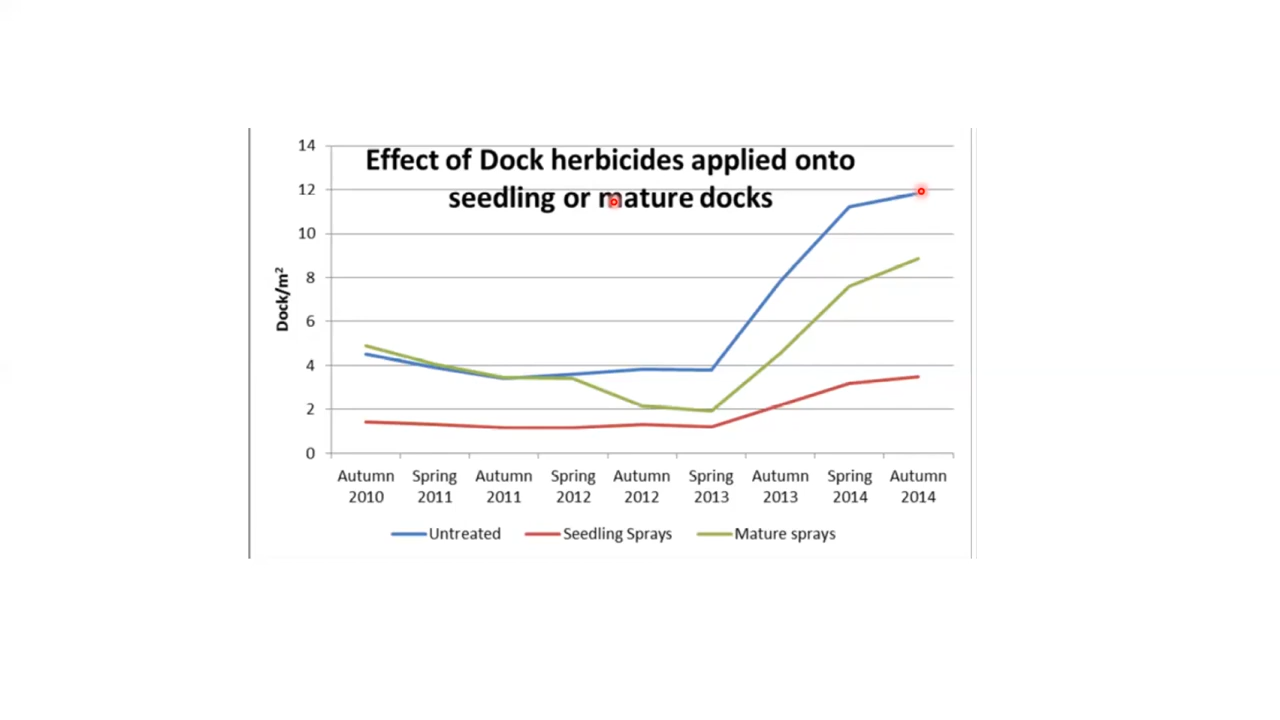 Effect of Dock herbicides applied onto
seedling or mature docks
14
12
10
8
6
4
2
0
Dock/m²
Autumn 2010
Spring 2011
Autumn 2011
Spring 2012
Autumn 2012
Spring 2013
Autumn 2013
Spring 2014
Autumn 2014
Untreated
Seedling Sprays
Mature sprays